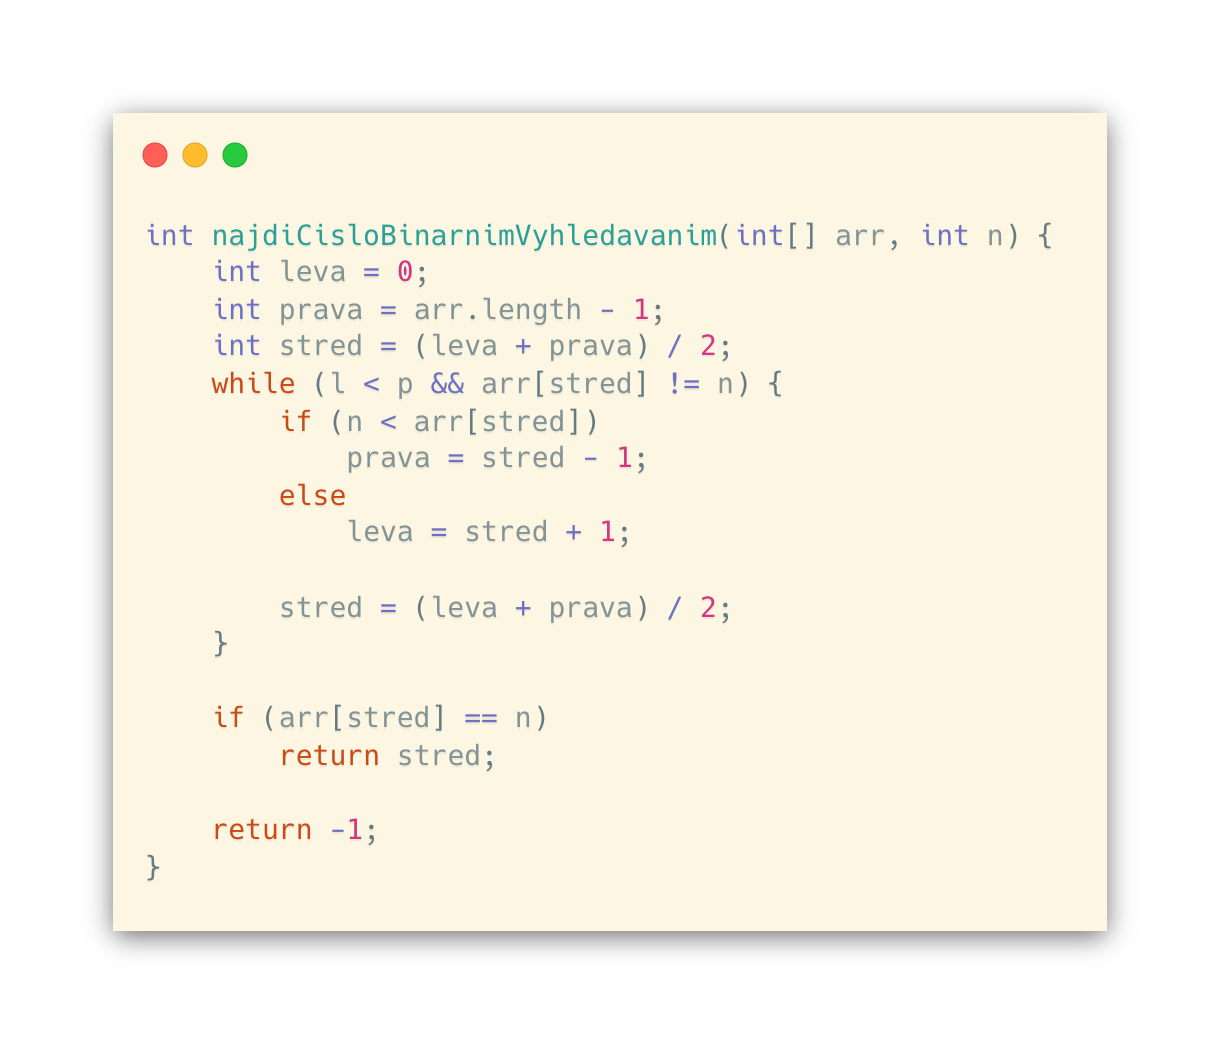 int najdiCisloBinarnimVyhledavanim(int[] arr, int n) {
    int leva = 0;
    int prava = arr.length - 1;
    int stred = (leva + prava) / 2;
    while (l < p && arr[stred] != n) {
        if (n < arr[stred])
            prava = stred - 1;
        else
            leva = stred + 1;

        stred = (leva + prava) / 2;
    }

    if (arr[stred] == n)
        return stred;

    return -1;
}